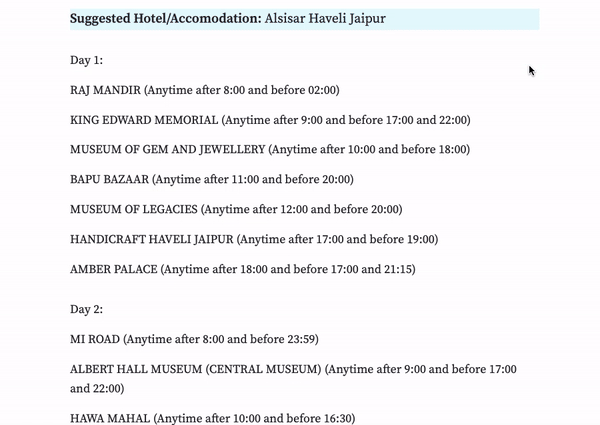 Suggested Hotel/Accomodation: Alsisar Haveli Jaipur
Day 1:
RAJ MANDIR (Anytime after 8:00 and before 02:00)
KING EDWARD MEMORIAL (Anytime after 9:00 and before 17:00 and 22:00)
MUSEUM OF GEM AND JEWELLERY (Anytime after 10:00 and before 18:00)
BAPU BAZAAR (Anytime after 11:00 and before 20:00)
MUSEUM OF LEGACIES (Anytime after 12:00 and before 20:00)
HANDICRAFT HAVELI JAIPUR (Anytime after 17:00 and before 19:00)
AMBER PALACE (Anytime after 18:00 and before 17:00 and 21:15)
Day 2:
MI ROAD (Anytime after 8:00 and before 23:59)
ALBERT HALL MUSEUM (CENTRAL MUSEUM) (Anytime after 9:00 and before 17:00
and 22:00)
HAWA MAHAL (Anytime after 10:00 and before 16:30)